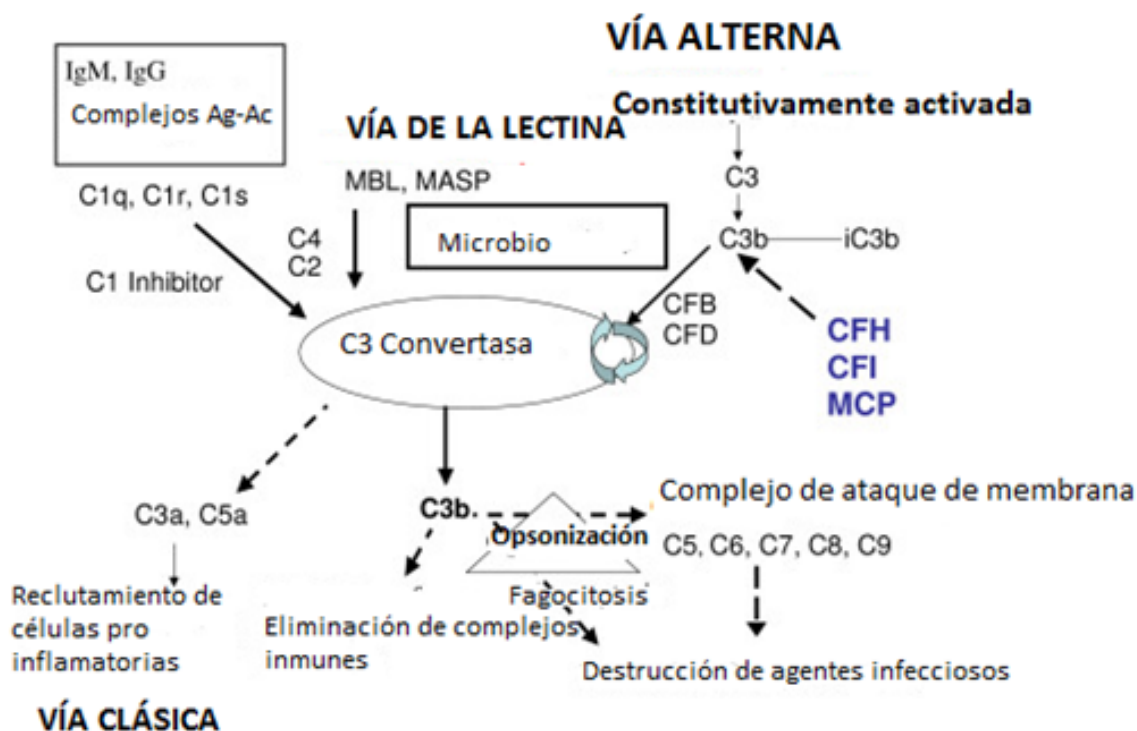 VÍA ALTERNA
IgM, IgG
Complejos Ag-Ac
Constitutivamente activada
VÍA DE LA LECTINA
MBL, MASP
C3
C1q, C1r, C1s
C4
C2
Microbio
C3b
iC3b
C1 Inhibitor
CFB
CFD
C3 Convertasa
CFH
CFI
MCP
C3a, C5a
C3b
Opsonización
Complejo de ataque de membrana
C5, C6, C7, C8, C9
Reclutamiento de
células pro
inflamatorias
Fagocitosis
Eliminación de complejos
inmunes
Destrucción de agentes infecciosos
VÍA CLÁSICA